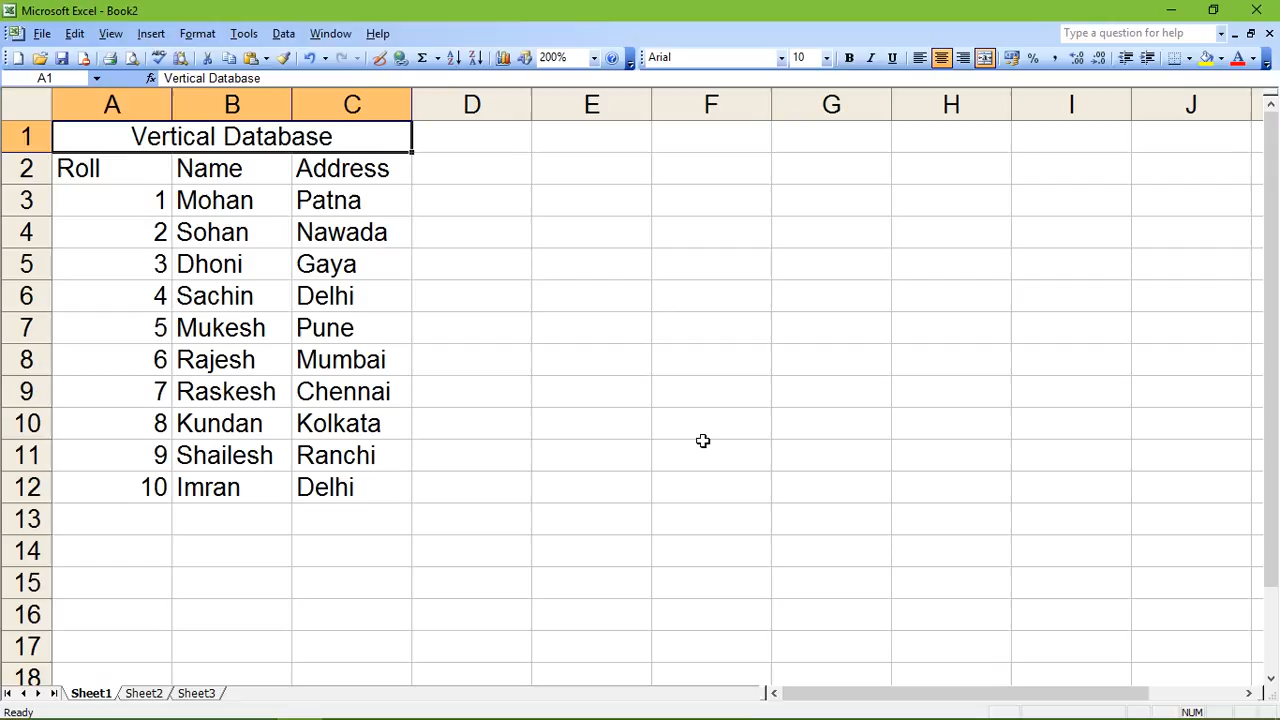 Microsoft Excel - Book2
File Edit View Insert Format Tools Data Window Help Type a question for help
Σ 200% Arial 10 B I U % ,
A1 fx Vertical Database
A B C D E F G H I J
1 Vertical Database
2 Roll Name Address
3 1 Mohan Patna
4 2 Sohan Nawada
5 3 Dhoni Gaya
6 4 Sachin Delhi
7 5 Mukesh Pune
8 6 Rajesh Mumbai
9 7 Raskesh Chennai
10 8 Kundan Kolkata
11 9 Shailesh Ranchi
12 10 Imran Delhi
13
14
15
16
17
18
Sheet1 Sheet2 Sheet3
Ready NUM